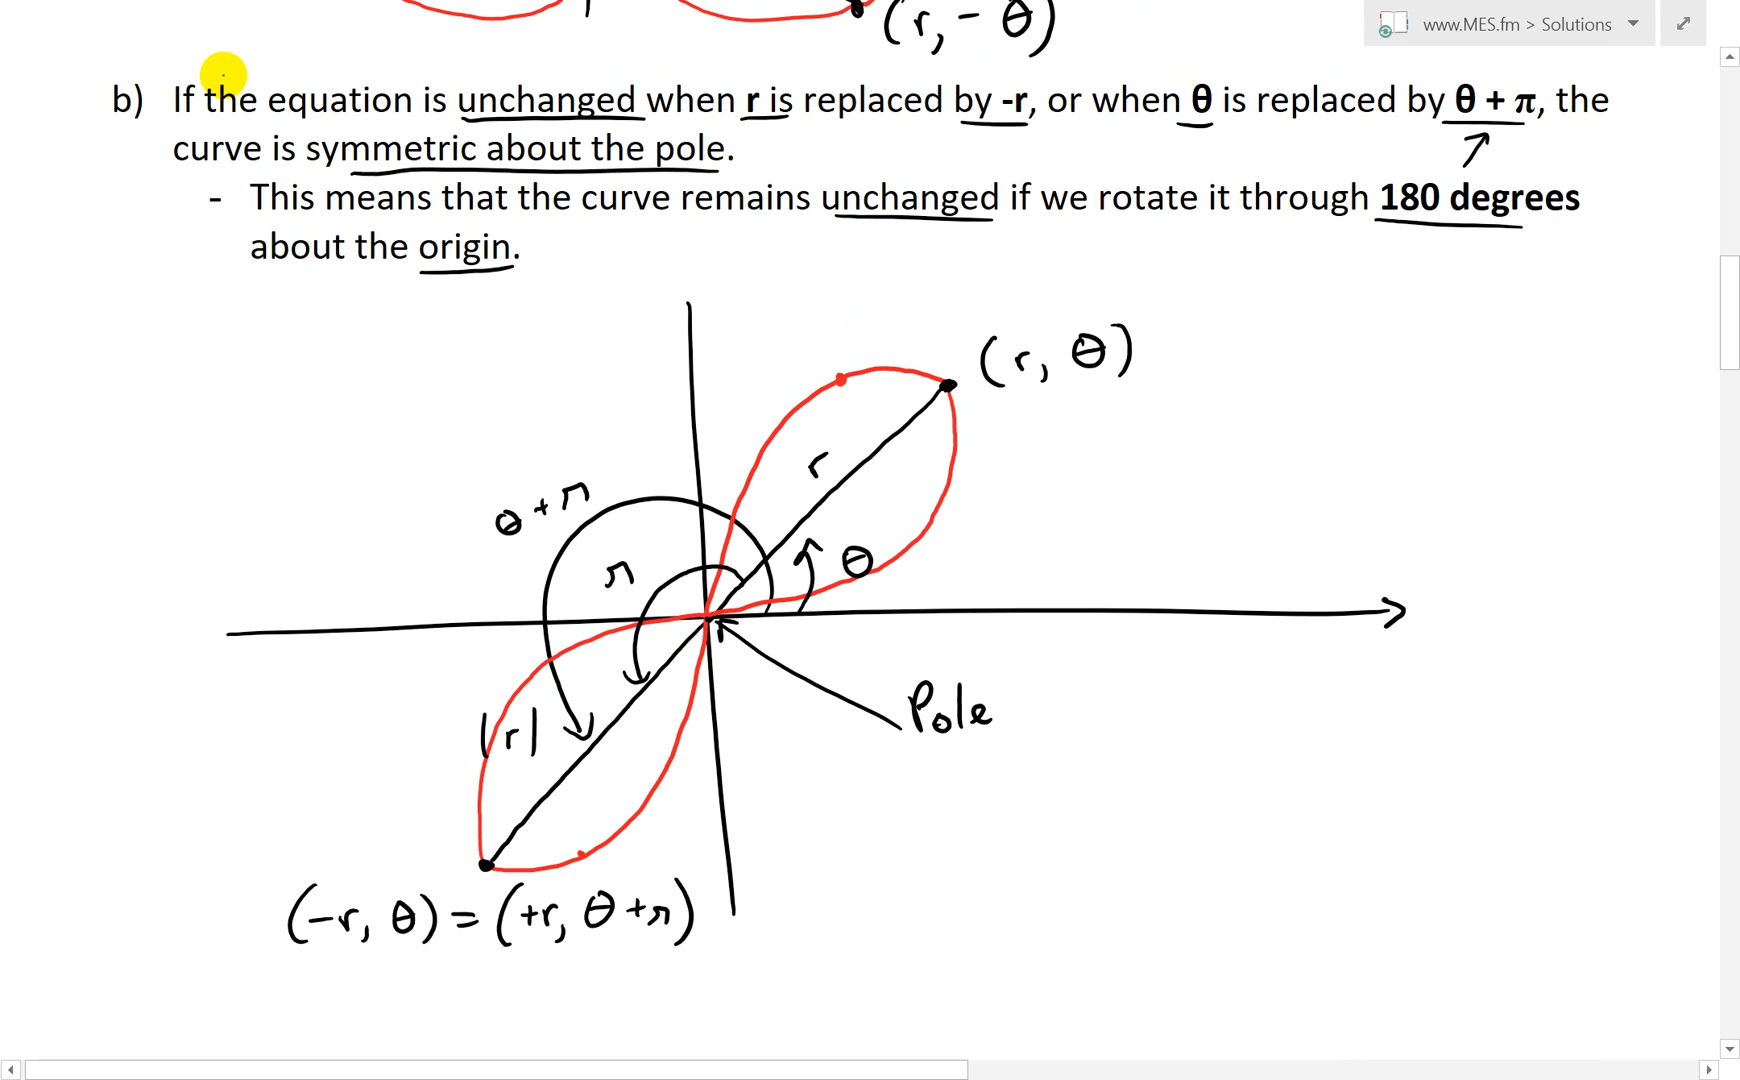 (r, - θ)
www.MES.fm > Solutions
b) If the equation is unchanged when r is replaced by -r, or when θ is replaced by θ + π, the
curve is symmetric about the pole.
- This means that the curve remains unchanged if we rotate it through 180 degrees
about the origin.
(r, θ)
r
θ + π
π
θ
|r|
Pole
(-r, θ) = (+r, θ + π)